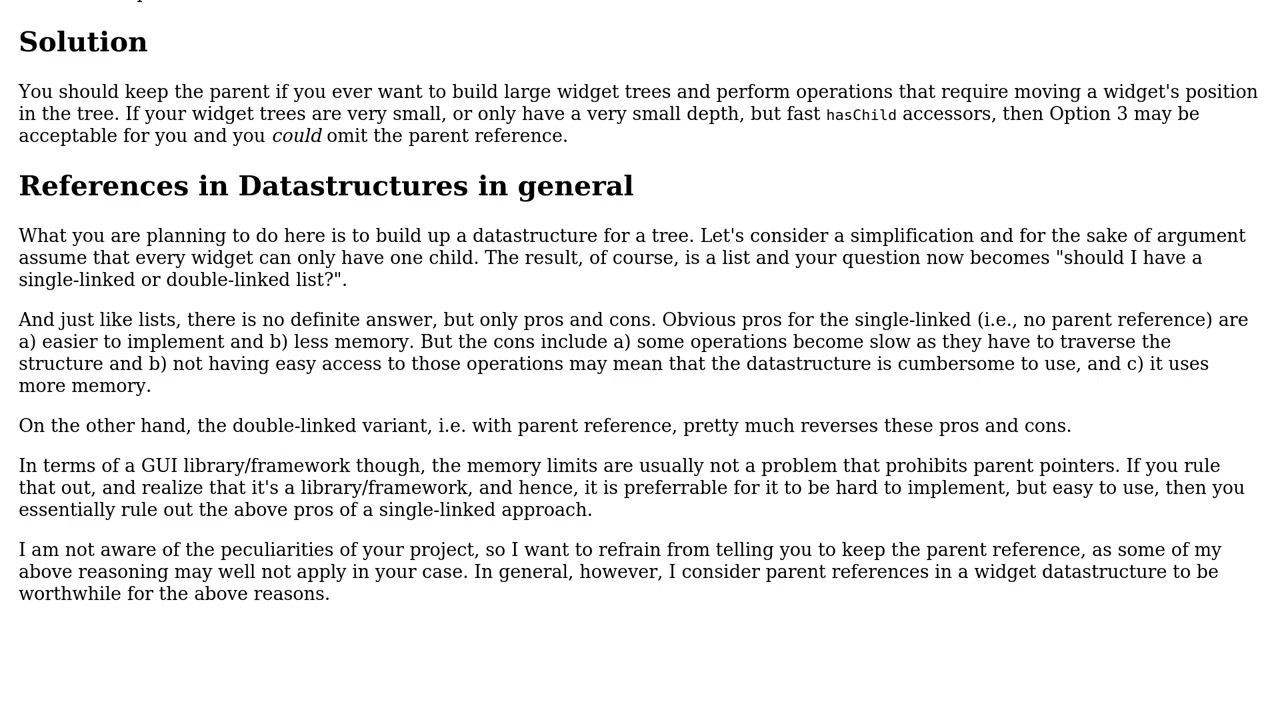 Solution
You should keep the parent if you ever want to build large widget trees and perform operations that require moving a widget's position
in the tree. If your widget trees are very small, or only have a very small depth, but fast hasChild accessors, then Option 3 may be
acceptable for you and you could omit the parent reference.
References in Datastructures in general
What you are planning to do here is to build up a datastructure for a tree. Let's consider a simplification and for the sake of argument
assume that every widget can only have one child. The result, of course, is a list and your question now becomes "should I have a
single-linked or double-linked list?".
And just like lists, there is no definite answer, but only pros and cons. Obvious pros for the single-linked (i.e., no parent reference) are
a) easier to implement and b) less memory. But the cons include a) some operations become slow as they have to traverse the
structure and b) not having easy access to those operations may mean that the datastructure is cumbersome to use, and c) it uses
more memory.
On the other hand, the double-linked variant, i.e. with parent reference, pretty much reverses these pros and cons.
In terms of a GUI library/framework though, the memory limits are usually not a problem that prohibits parent pointers. If you rule
that out, and realize that it's a library/framework, and hence, it is preferrable for it to be hard to implement, but easy to use, then you
essentially rule out the above pros of a single-linked approach.
I am not aware of the peculiarities of your project, so I want to refrain from telling you to keep the parent reference, as some of my
above reasoning may well not apply in your case. In general, however, I consider parent references in a widget datastructure to be
worthwhile for the above reasons.